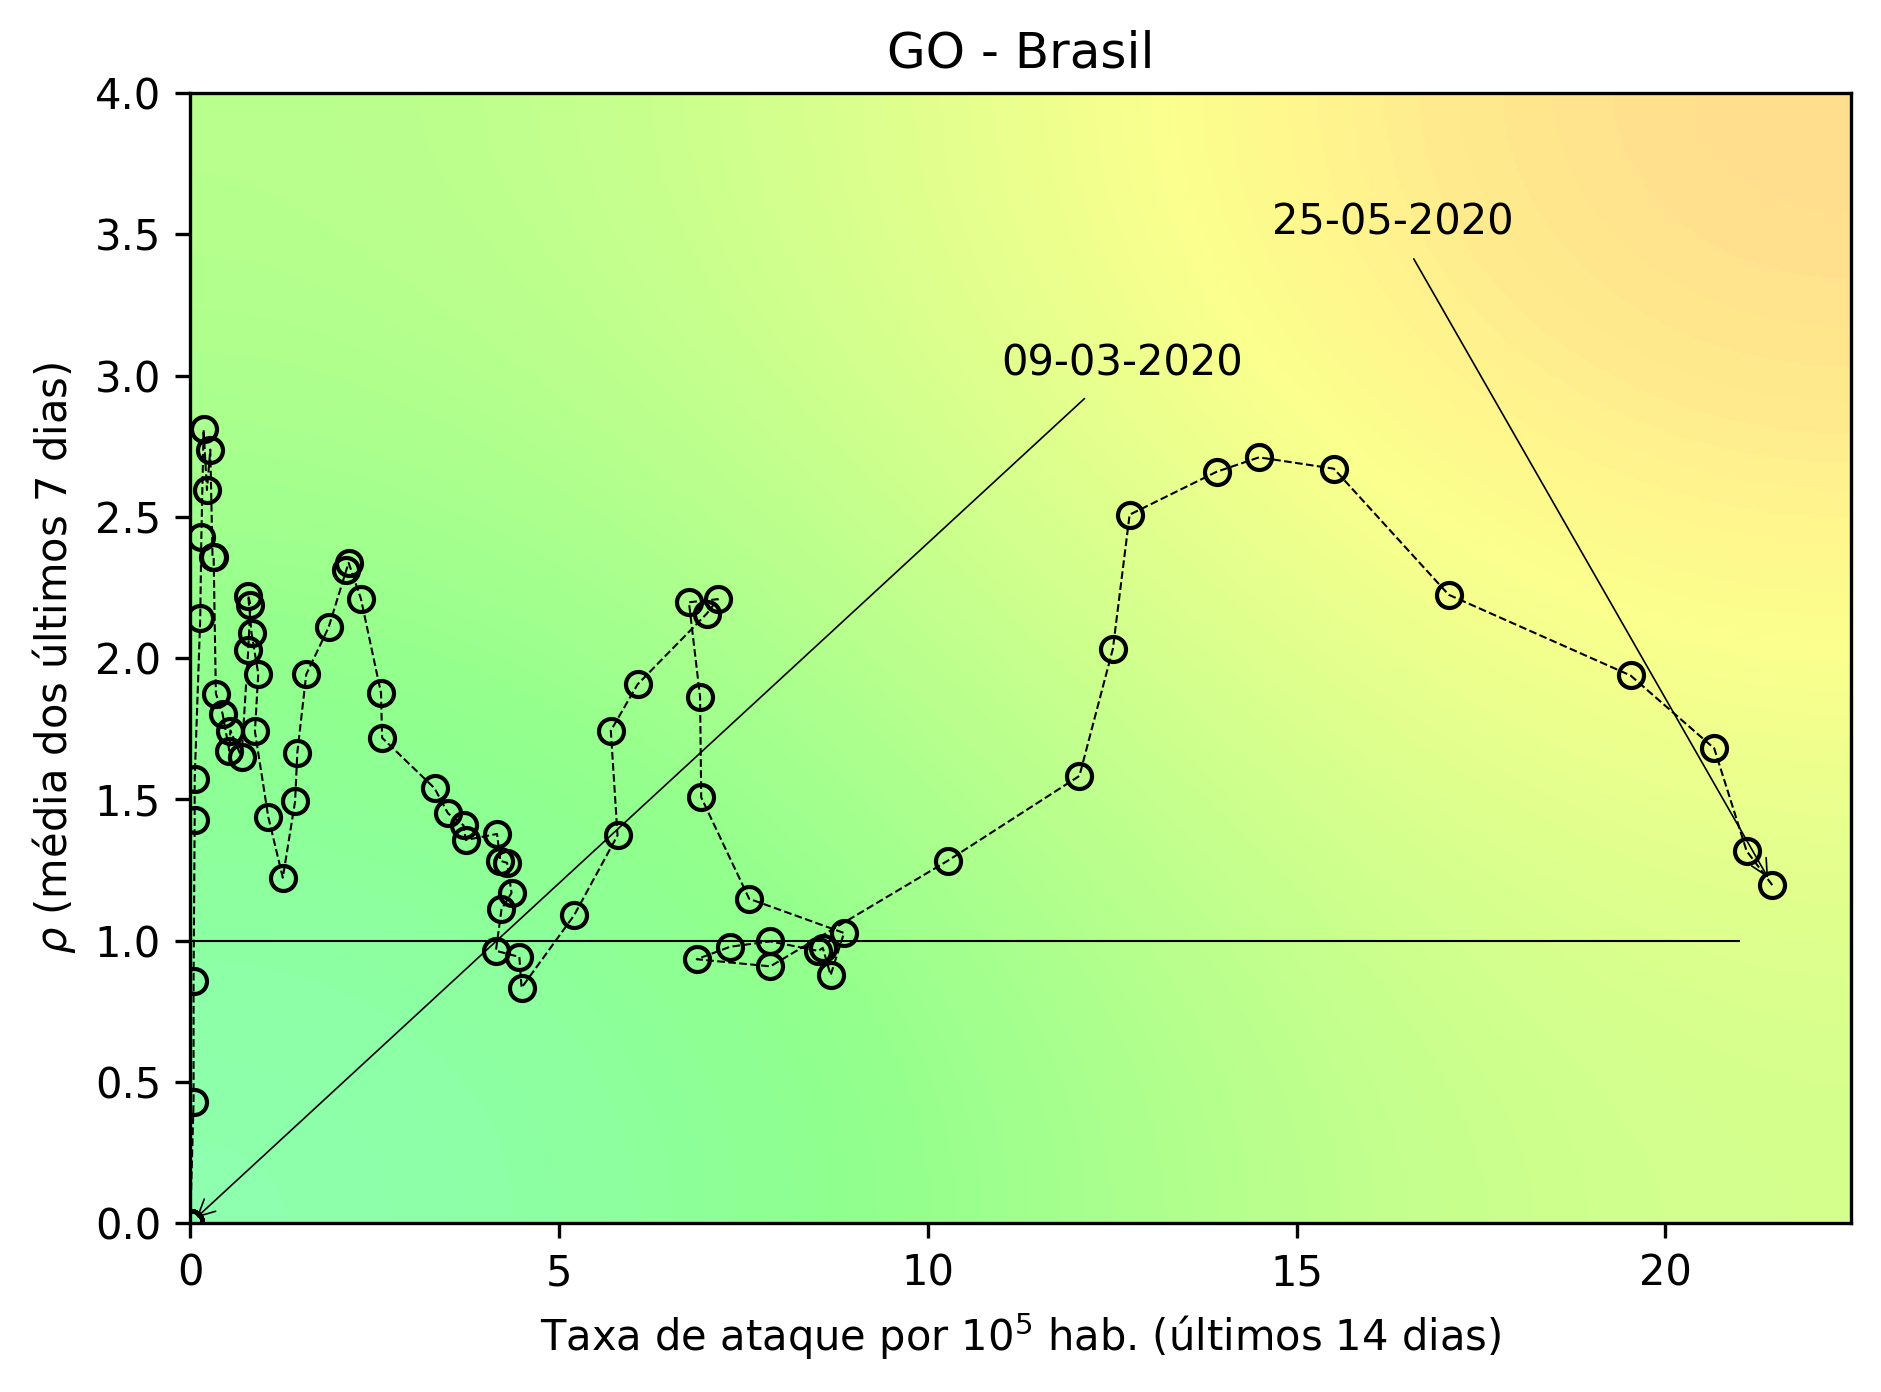 GO - Brasil
4.0
3.5
3.0
2.5
2.0
1.5
1.0
0.5
0.0
ρ (média dos últimos 7 dias)
25-05-2020
09-03-2020
0 5 10 15 20
Taxa de ataque por 10⁵ hab. (últimos 14 dias)